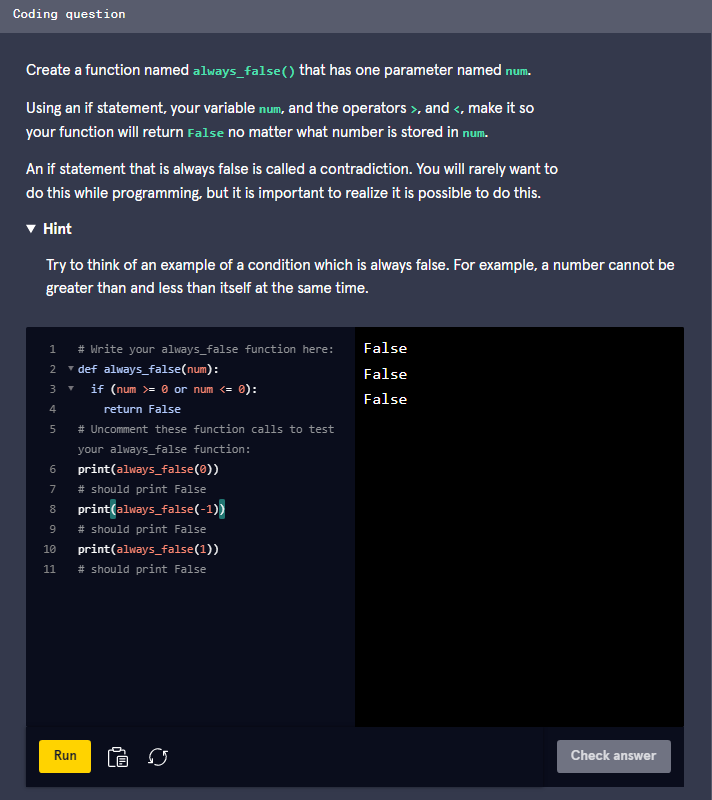 Coding question
Create a function named always_false() that has one parameter named num.
Using an if statement, your variable num, and the operators >, and <, make it so
your function will return False no matter what number is stored in num.
An if statement that is always false is called a contradiction. You will rarely want to
do this while programming, but it is important to realize it is possible to do this.
▼ Hint
Try to think of an example of a condition which is always false. For example, a number cannot be
greater than and less than itself at the same time.
1 # Write your always_false function here:
2 def always_false(num):
3 if (num >= 0 or num <= 0):
4 return False
5 # Uncomment these function calls to test
your always_false function:
6 print(always_false(0))
7 # should print False
8 print(always_false(-1))
9 # should print False
10 print(always_false(1))
11 # should print False
False
False
False
Run
Check answer